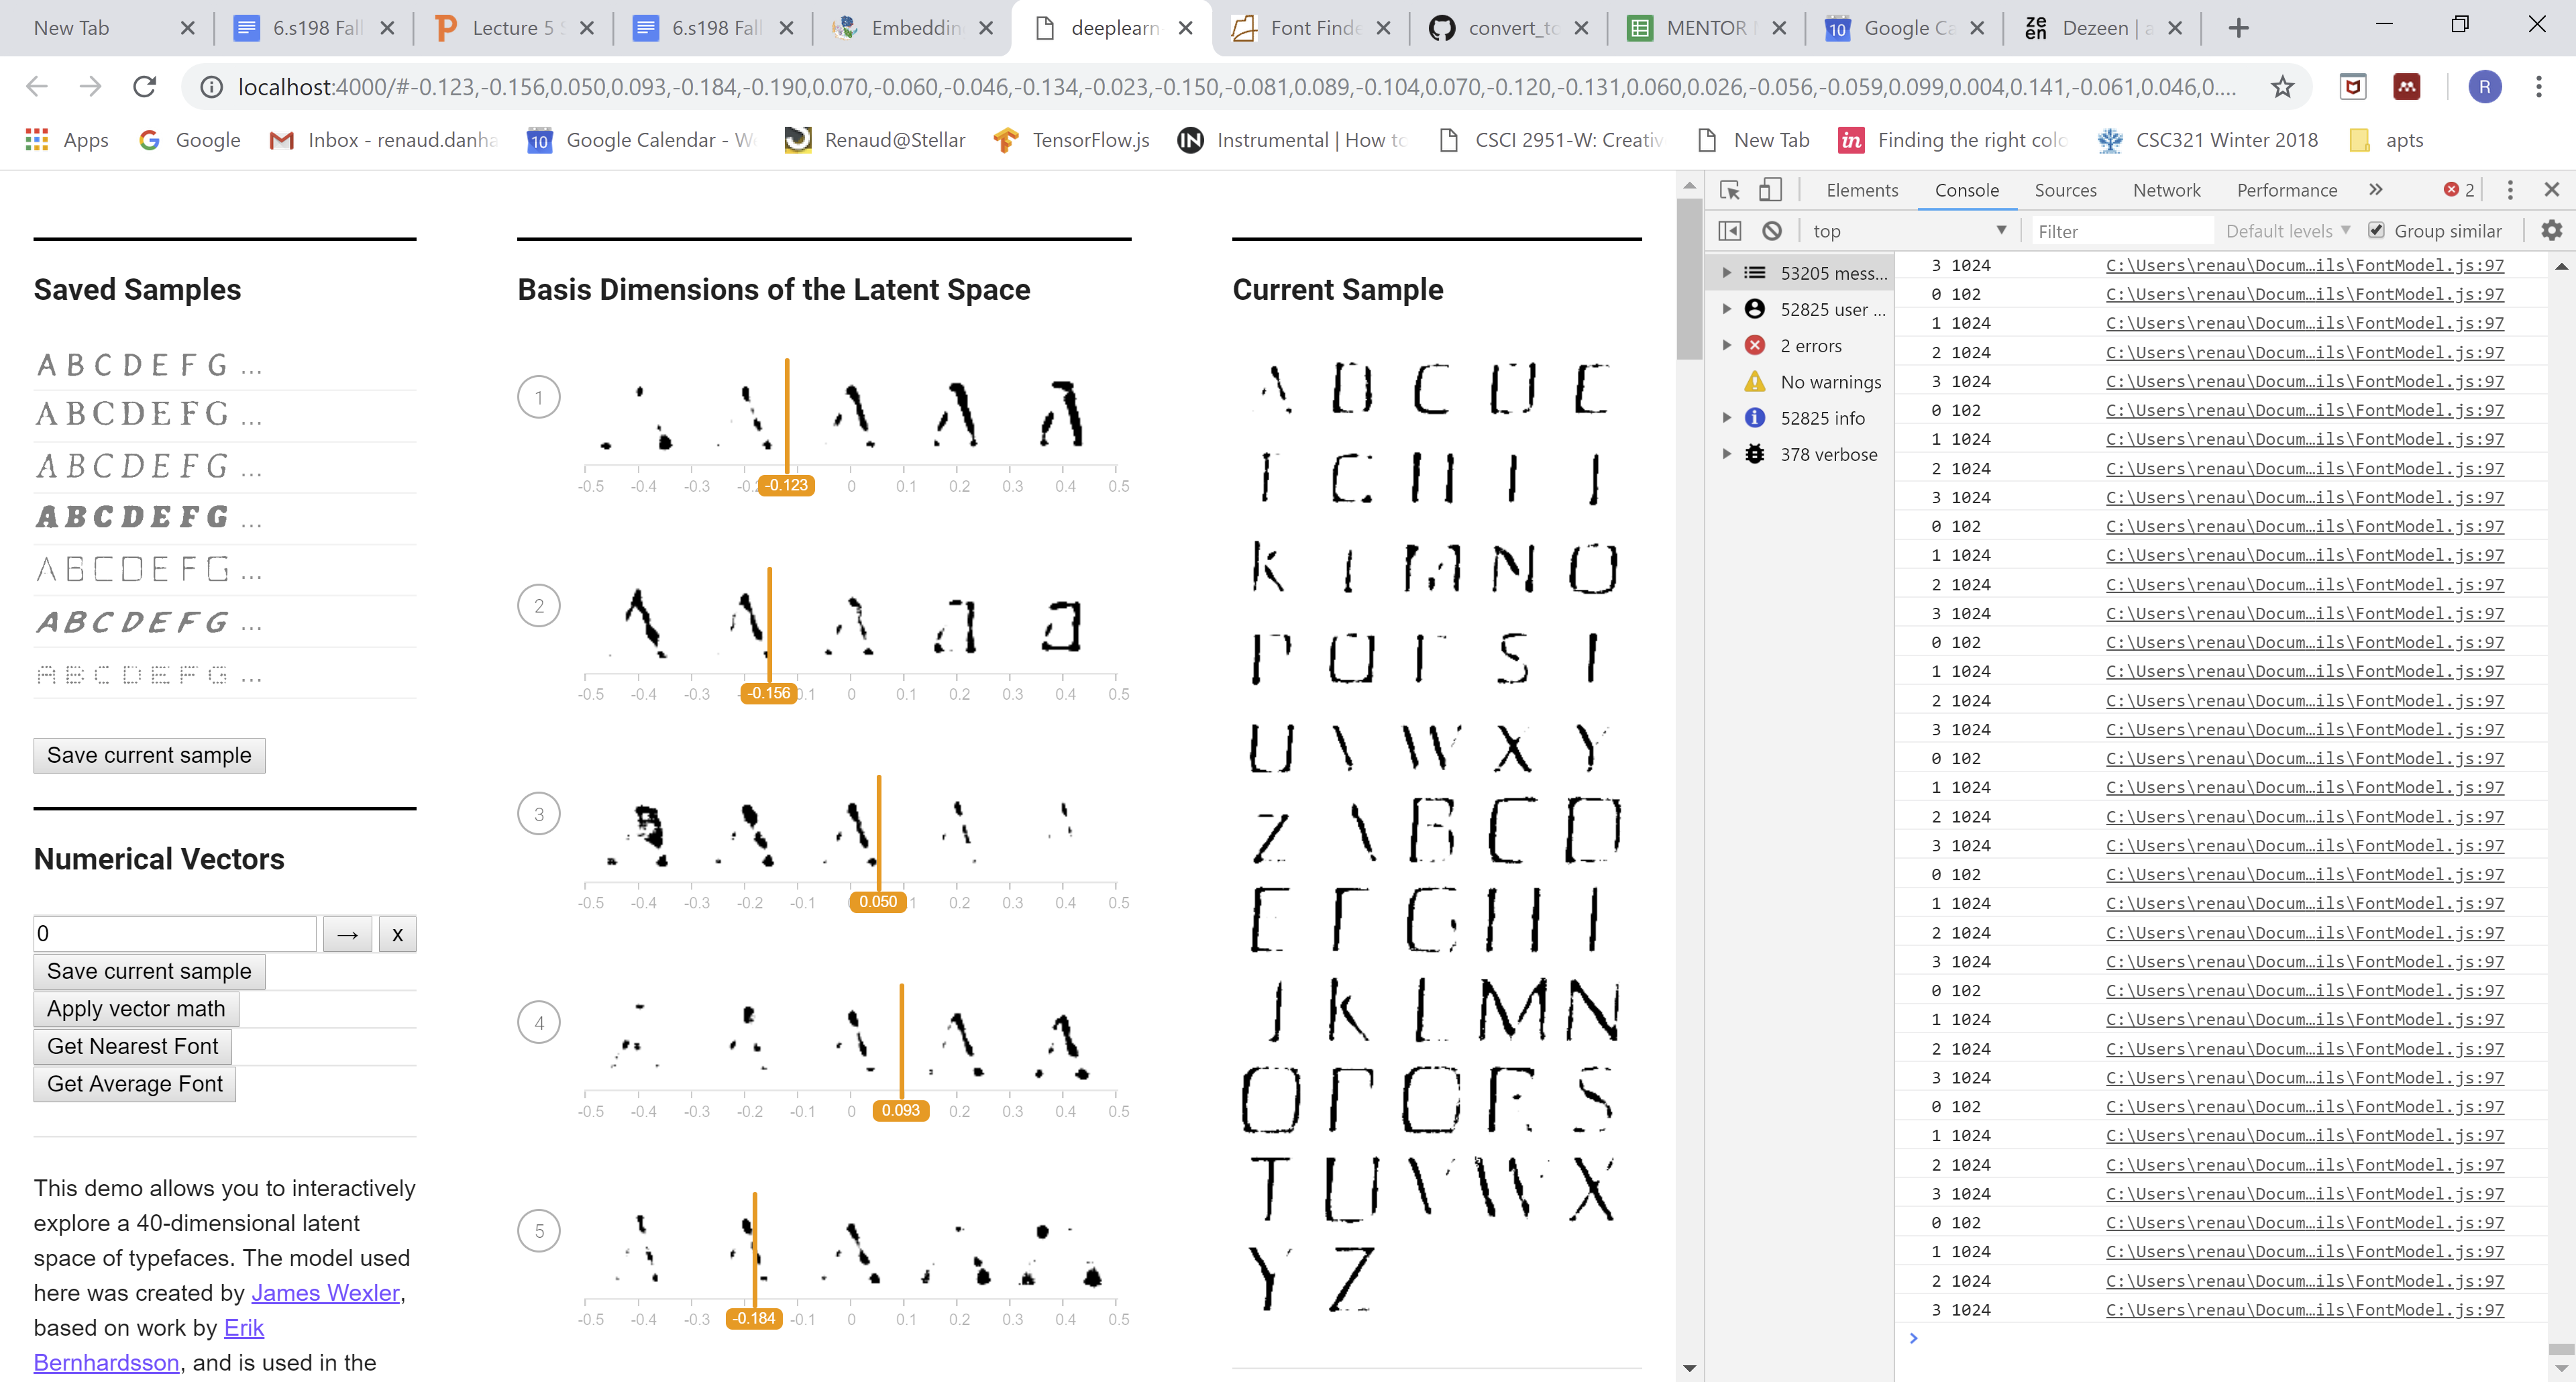 New Tab
6.s198 Fall
Lecture 5 S
6.s198 Fall
Embeddin
deeplearn-
Font Finde
convert_to
MENTOR
Google Ca
ze en Dezeen | a
localhost:4000/#-0.123,-0.156,0.050,0.093,-0.184,-0.190,0.070,-0.060,-0.046,-0.134,-0.023,-0.150,-0.081,0.089,-0.104,0.070,-0.120,-0.131,0.060,0.026,-0.056,-0.059,0.099,0.004,0.141,-0.061,0.046,0....
R
Apps
Google
Inbox - renaud.danha
Google Calendar - We
Renaud@Stellar
TensorFlow.js
Instrumental | How to
CSCI 2951-W: Creativ
New Tab
Finding the right colo
CSC321 Winter 2018
apts
Saved Samples
A B C D E F G ...
A B C D E F G ...
A B C D E F G ...
A B C D E F G ...
A B C D E F G ...
A B C D E F G ...
A B C D E F G ...
Save current sample
Numerical Vectors
0 → x
Save current sample
Apply vector math
Get Nearest Font
Get Average Font
This demo allows you to interactively
explore a 40-dimensional latent
space of typefaces. The model used
here was created by James Wexler,
based on work by Erik
Bernhardsson, and is used in the
Basis Dimensions of the Latent Space
1
-0.5 -0.4 -0.3 -0.2 -0.123 0 0.1 0.2 0.3 0.4 0.5
2
-0.5 -0.4 -0.3 -0.156 0 0.1 0.2 0.3 0.4 0.5
3
-0.5 -0.4 -0.3 -0.2 -0.1 0.050 0.2 0.3 0.4 0.5
4
-0.5 -0.4 -0.3 -0.2 -0.1 0 0.093 0.2 0.3 0.4 0.5
5
-0.5 -0.4 -0.3 -0.184 -0.1 0 0.1 0.2 0.3 0.4 0.5
Current Sample
K I M N O
U \ W X Y
Z \ B C D
J K L M N
T U V W X
Y Z
Elements Console Sources Network Performance » 2
top Filter Default levels Group similar
53205 mess...
52825 user ...
2 errors
No warnings
52825 info
378 verbose
3 1024 C:\Users\renau\Docum...ils\FontModel.js:97
0 102 C:\Users\renau\Docum...ils\FontModel.js:97
1 1024 C:\Users\renau\Docum...ils\FontModel.js:97
2 1024 C:\Users\renau\Docum...ils\FontModel.js:97
3 1024 C:\Users\renau\Docum...ils\FontModel.js:97
0 102 C:\Users\renau\Docum...ils\FontModel.js:97
1 1024 C:\Users\renau\Docum...ils\FontModel.js:97
2 1024 C:\Users\renau\Docum...ils\FontModel.js:97
3 1024 C:\Users\renau\Docum...ils\FontModel.js:97
0 102 C:\Users\renau\Docum...ils\FontModel.js:97
1 1024 C:\Users\renau\Docum...ils\FontModel.js:97
2 1024 C:\Users\renau\Docum...ils\FontModel.js:97
3 1024 C:\Users\renau\Docum...ils\FontModel.js:97
0 102 C:\Users\renau\Docum...ils\FontModel.js:97
1 1024 C:\Users\renau\Docum...ils\FontModel.js:97
2 1024 C:\Users\renau\Docum...ils\FontModel.js:97
3 1024 C:\Users\renau\Docum...ils\FontModel.js:97
0 102 C:\Users\renau\Docum...ils\FontModel.js:97
1 1024 C:\Users\renau\Docum...ils\FontModel.js:97
2 1024 C:\Users\renau\Docum...ils\FontModel.js:97
3 1024 C:\Users\renau\Docum...ils\FontModel.js:97
0 102 C:\Users\renau\Docum...ils\FontModel.js:97
1 1024 C:\Users\renau\Docum...ils\FontModel.js:97
2 1024 C:\Users\renau\Docum...ils\FontModel.js:97
3 1024 C:\Users\renau\Docum...ils\FontModel.js:97
0 102 C:\Users\renau\Docum...ils\FontModel.js:97
1 1024 C:\Users\renau\Docum...ils\FontModel.js:97
2 1024 C:\Users\renau\Docum...ils\FontModel.js:97
3 1024 C:\Users\renau\Docum...ils\FontModel.js:97
0 102 C:\Users\renau\Docum...ils\FontModel.js:97
1 1024 C:\Users\renau\Docum...ils\FontModel.js:97
2 1024 C:\Users\renau\Docum...ils\FontModel.js:97
3 1024 C:\Users\renau\Docum...ils\FontModel.js:97
0 102 C:\Users\renau\Docum...ils\FontModel.js:97
1 1024 C:\Users\renau\Docum...ils\FontModel.js:97
2 1024 C:\Users\renau\Docum...ils\FontModel.js:97
3 1024 C:\Users\renau\Docum...ils\FontModel.js:97